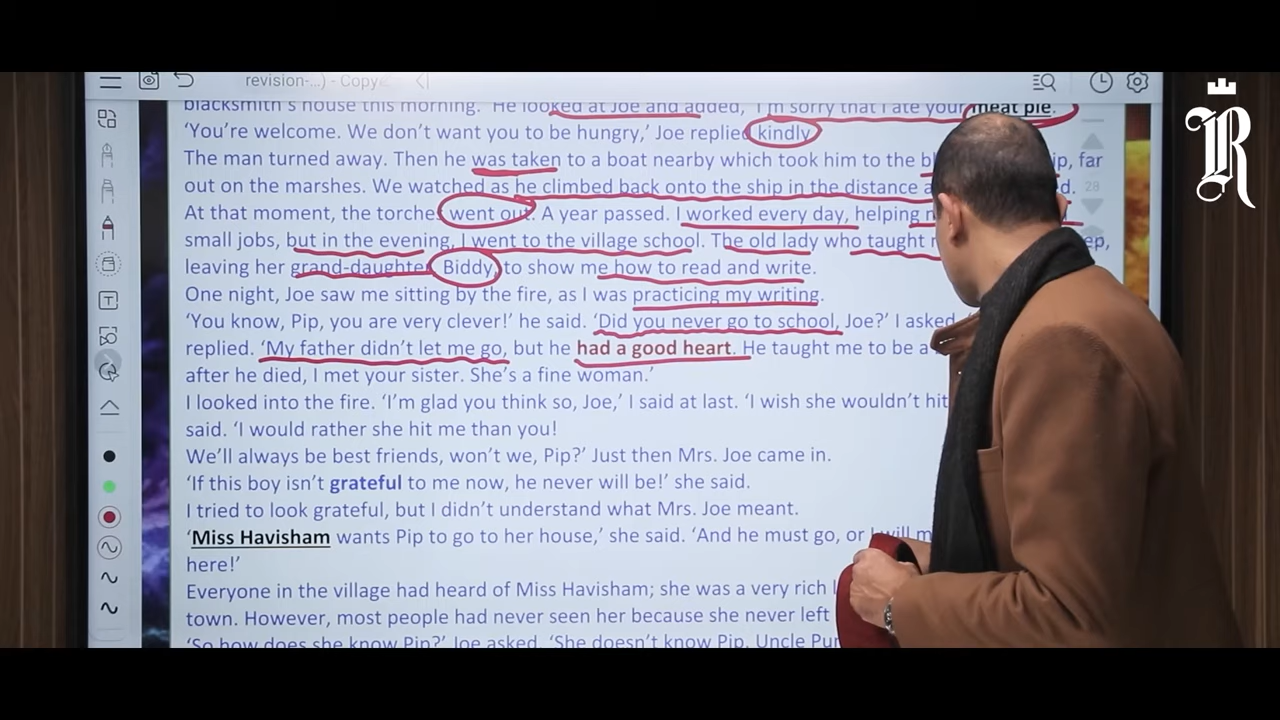 revision-...) - Copy
blacksmith's house this morning. He looked at Joe and added, 'I'm sorry that I ate your meat pie.
'You're welcome. We don't want you to be hungry,' Joe replied kindly
The man turned away. Then he was taken to a boat nearby which took him to the far
out on the marshes. We watched as he climbed back onto the ship in the distance
28
At that moment, the torches went out. A year passed. I worked every day, helping
small jobs, but in the evening, I went to the village school. The old lady who taught
leaving her grand-daughter Biddy, to show me how to read and write.
One night, Joe saw me sitting by the fire, as I was practicing my writing.
'You know, Pip, you are very clever!' he said. 'Did you never go to school, Joe?' I asked
replied. 'My father didn't let me go, but he had a good heart. He taught me to be a
after he died, I met your sister. She's a fine woman.'
I looked into the fire. 'I'm glad you think so, Joe,' I said at last. 'I wish she wouldn't hit
said. 'I would rather she hit me than you!
We'll always be best friends, won't we, Pip?' Just then Mrs. Joe came in.
'If this boy isn't grateful to me now, he never will be!' she said.
I tried to look grateful, but I didn't understand what Mrs. Joe meant.
'Miss Havisham wants Pip to go to her house,' she said. 'And he must go, or I will
here!'
Everyone in the village had heard of Miss Havisham; she was a very rich
town. However, most people had never seen her because she never left
'So how does she know Pip?' Joe asked. 'She doesn't know Pip. Uncle
R